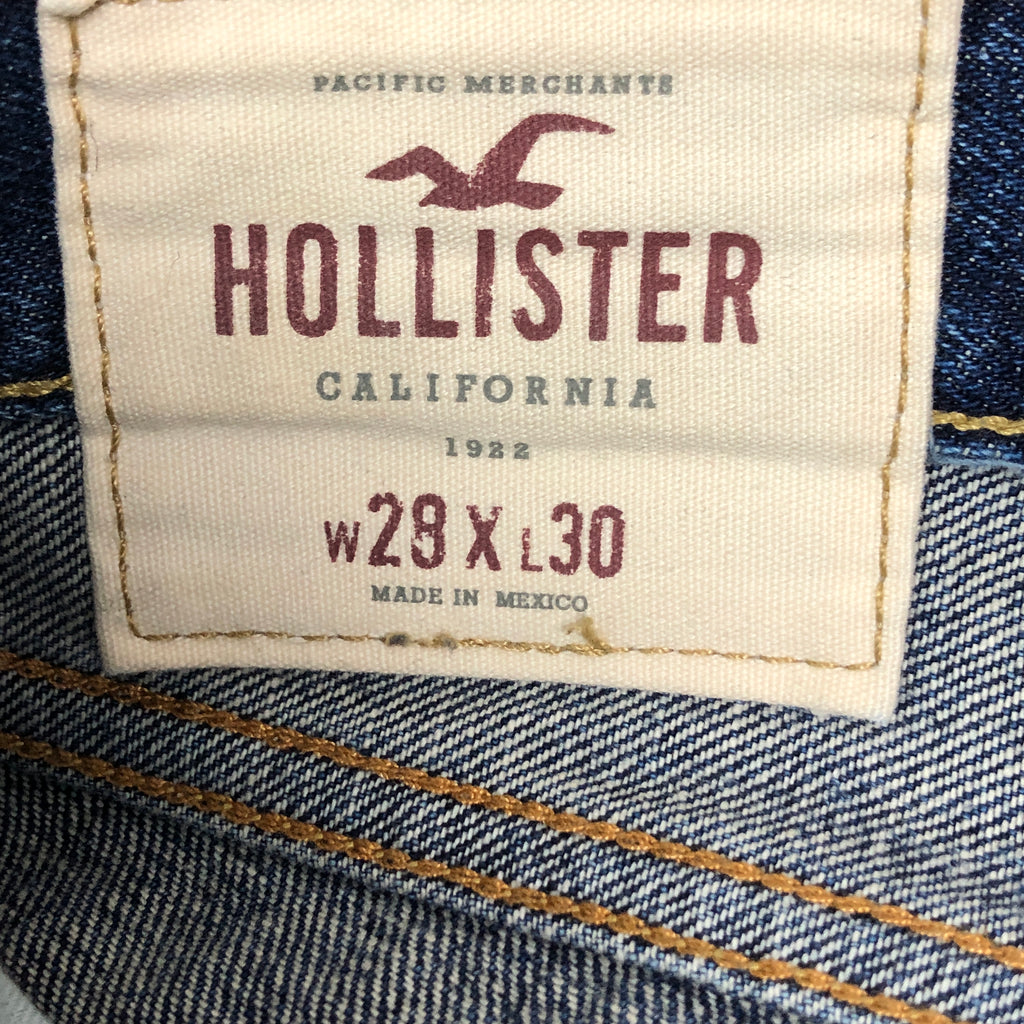 PACIFIC MERCHANTS
HOLLISTER
CALIFORNIA
1922
W28 X L30
MADE IN MEXICO